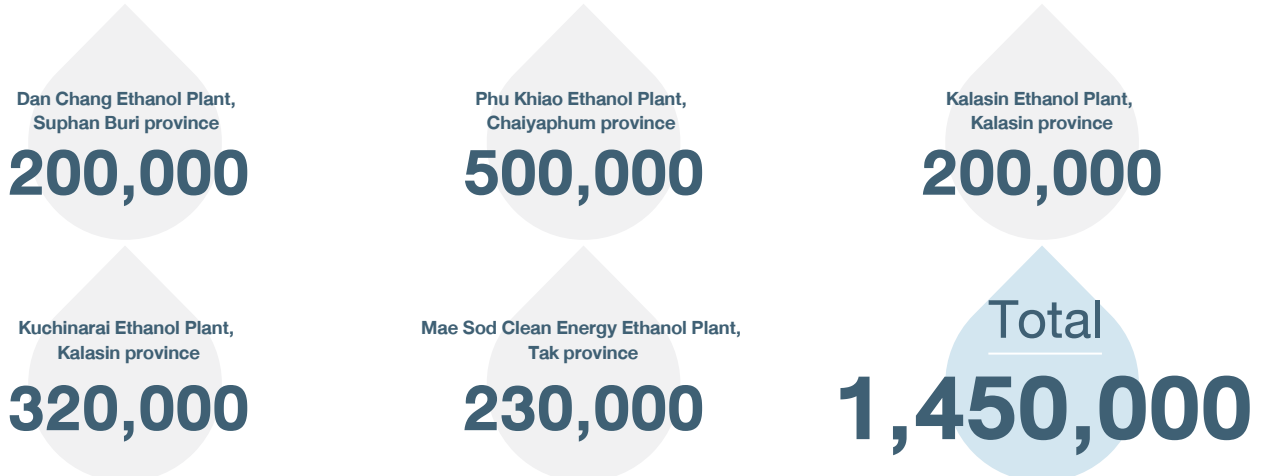 Dan Chang Ethanol Plant,
Suphan Buri province
200,000
Phu Khiao Ethanol Plant,
Chaiyaphum province
500,000
Kalasin Ethanol Plant,
Kalasin province
200,000
Kuchinarai Ethanol Plant,
Kalasin province
320,000
Mae Sod Clean Energy Ethanol Plant,
Tak province
230,000
Total
1,450,000